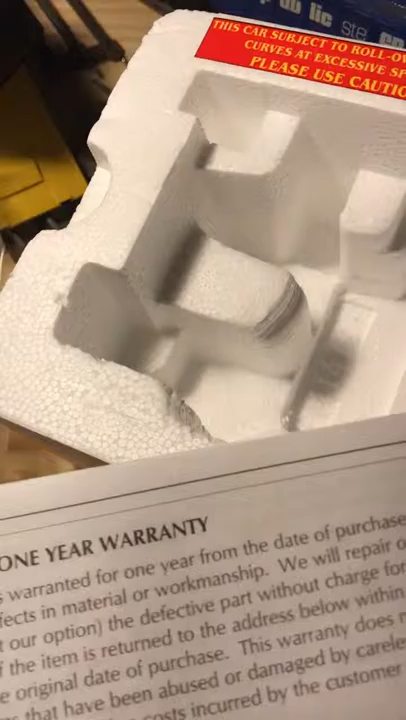 lic ste
THIS CAR SUBJECT TO ROLL-O
CURVES AT EXCESSIVE SP
PLEASE USE CAUTIO
ONE YEAR WARRANTY
s warranted for one year from the date of purchase
fects in material or workmanship. We will repair o
t our option) the defective part without charge for
f the item is returned to the address below within
e original date of purchase. This warranty does n
s that have been abused or damaged by carele
costs incurred by the customer